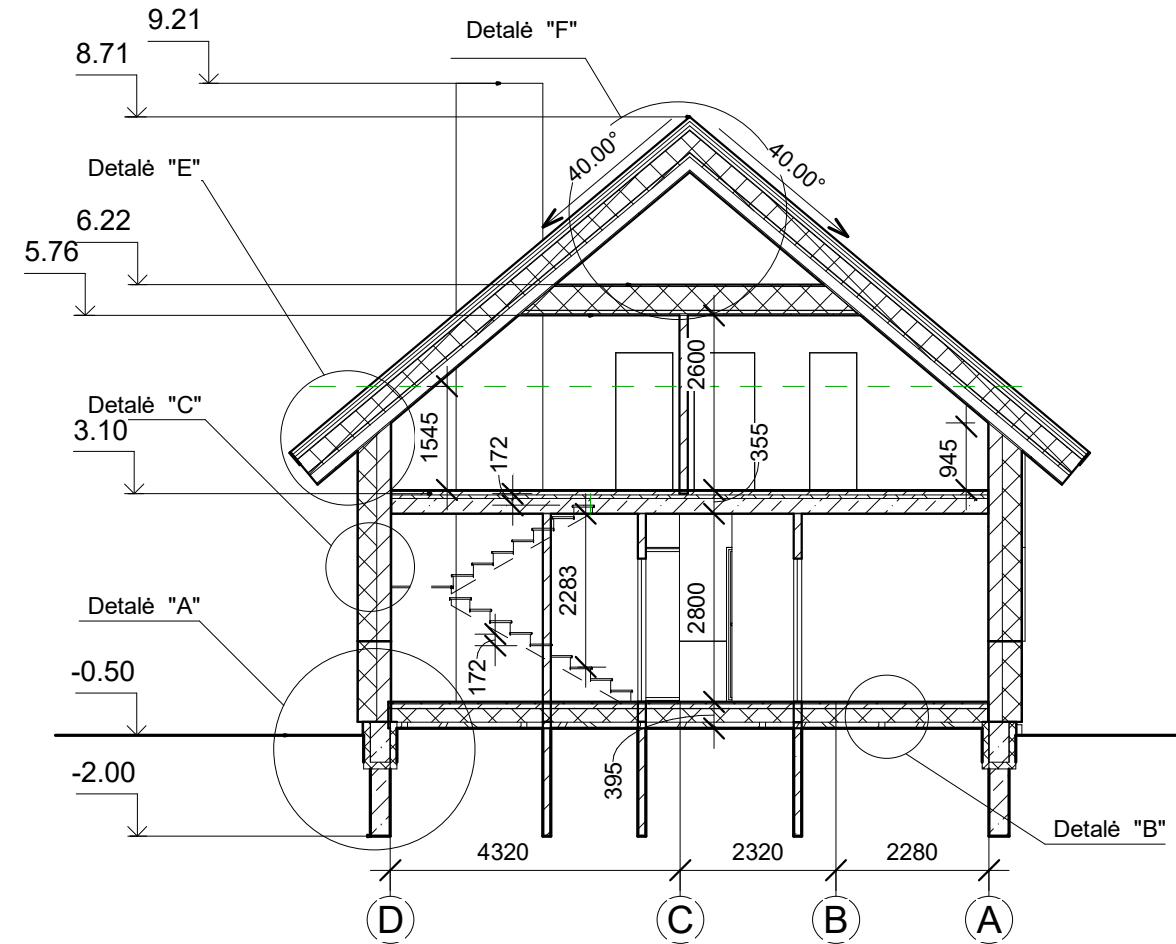 9.21
Detalė "F"
8.71
40.00°
40.00°
Detalė "E"
6.22
5.76
2600
Detalė "C"
3.10
1545
172
355
945
Detalė "A"
2283
2800
172
-0.50
395
-2.00
Detalė "B"
4320
2320
2280
D
C
B
A